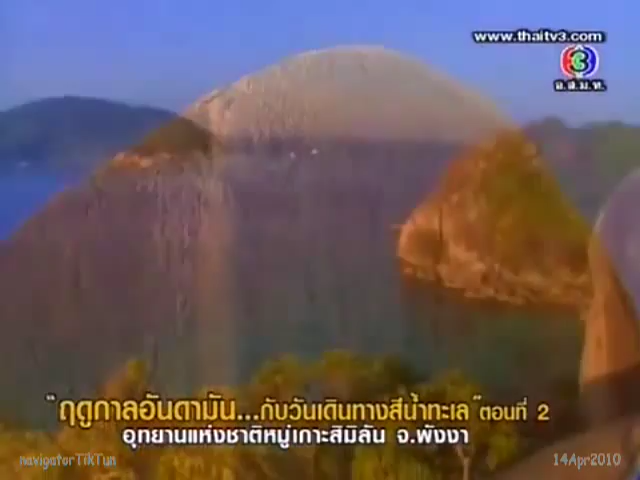 www.thaitv3.com
3
อ.ส.ม.ท.
"ฤดูกาลอันดามัน...กับวันเดินทางสีน้ำทะเล" ตอนที่ 2
อุทยานแห่งชาติหมู่เกาะสิมิลัน จ.พังงา
navigatorTikTun
14Apr2010